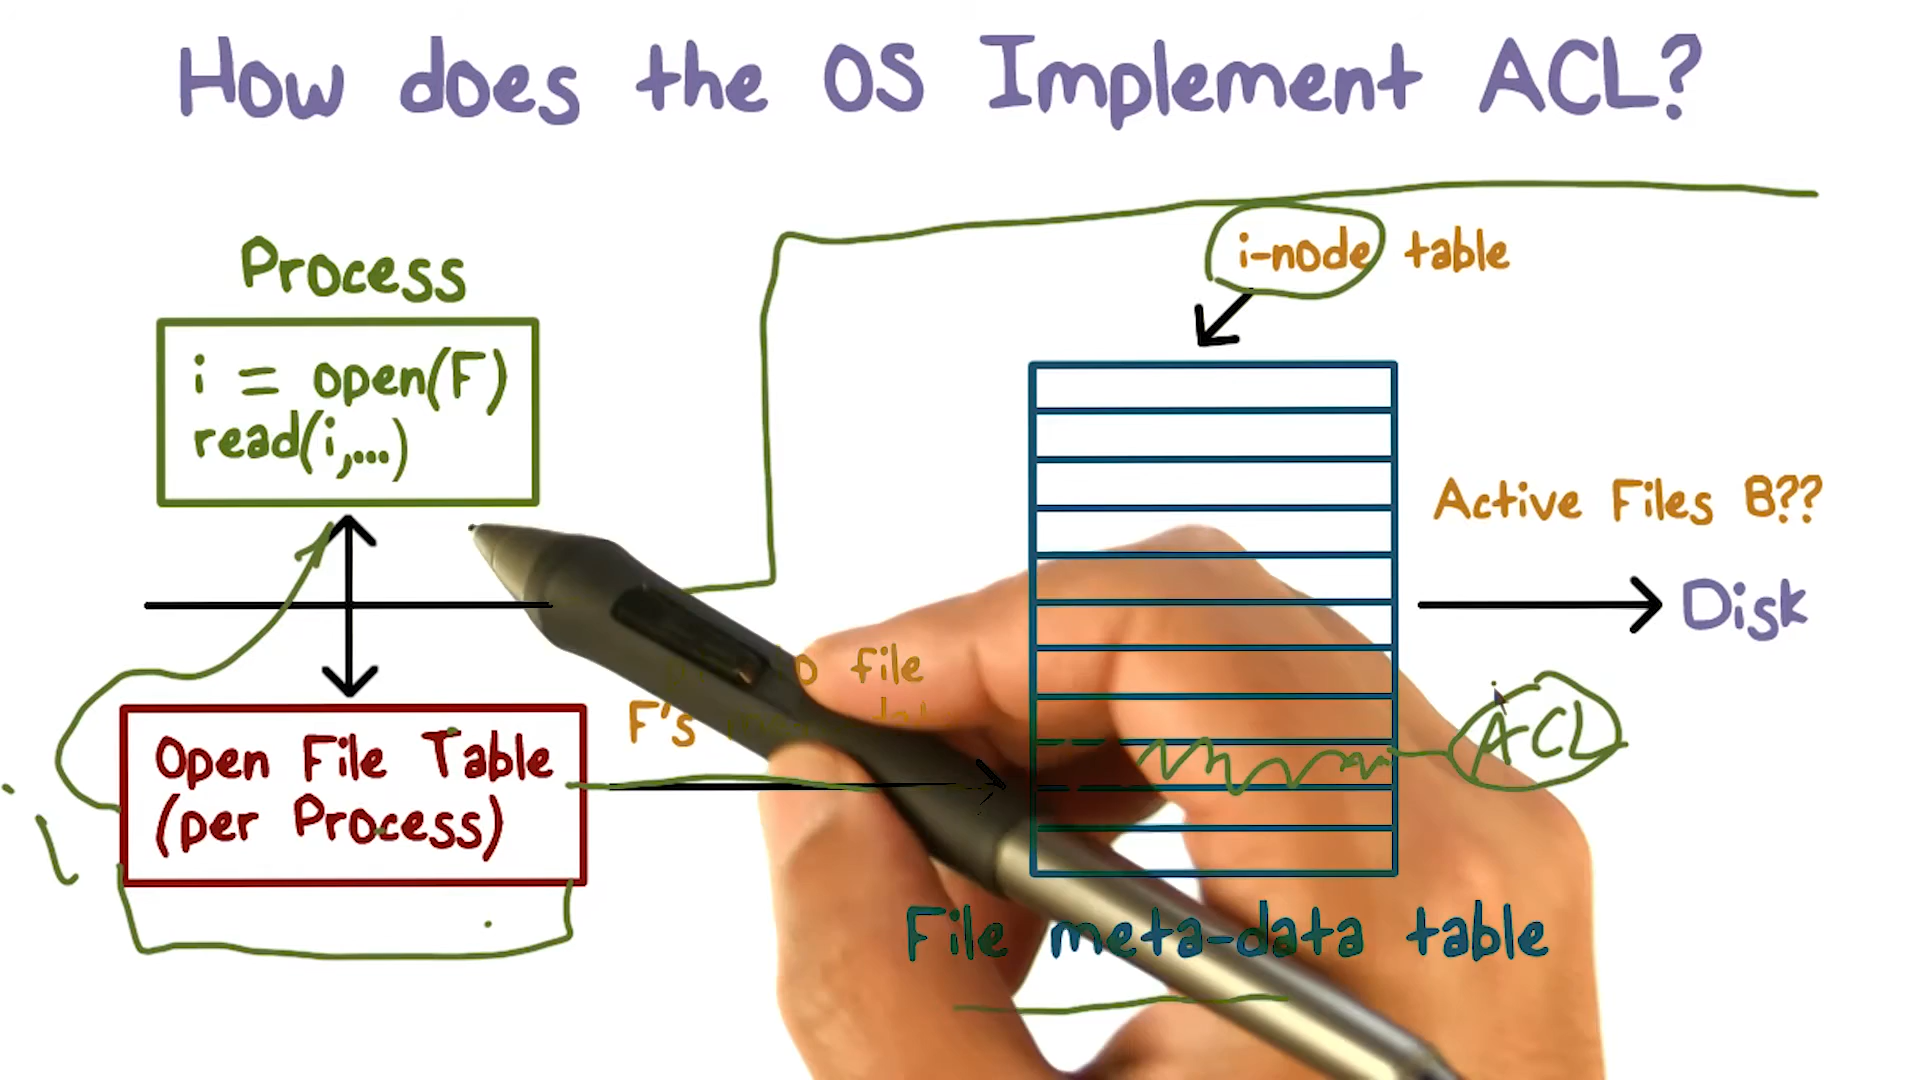 How does the OS Implement ACL?
Process
i = open(F)
read(i,...)
Open File Table
(per Process)
file
F's
i-node table
File meta-data table
Active Files B??
Disk
ACL